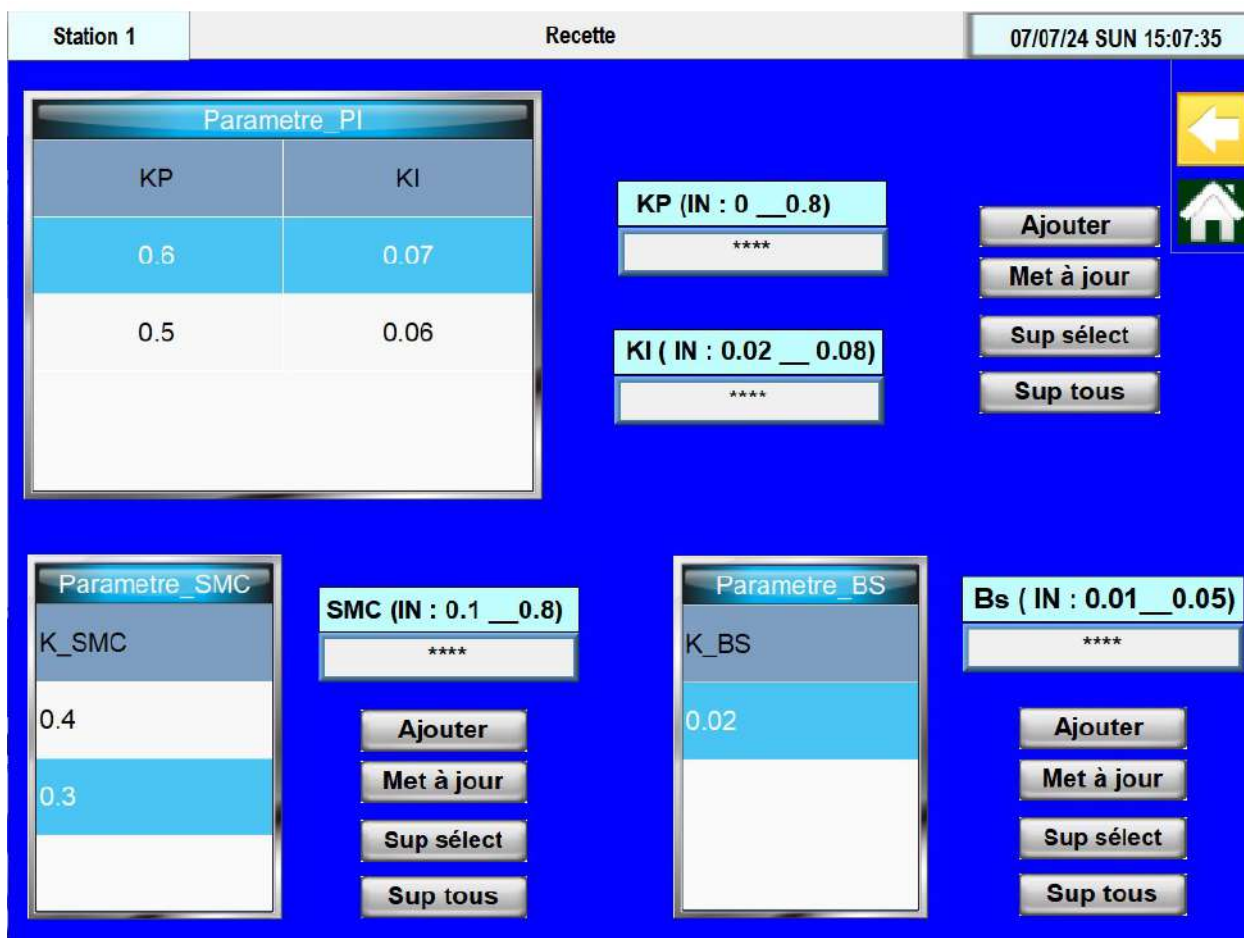 Station 1
Recette
07/07/24 SUN 15:07:35
Parametre_PI
KP KI
0.6 0.07
0.5 0.06
KP (IN : 0 __0.8)
****
KI ( IN : 0.02 __ 0.08)
****
Ajouter
Met à jour
Sup sélect
Sup tous
Parametre_SMC
K_SMC
0.4
0.3
SMC (IN : 0.1 __0.8)
****
Ajouter
Met à jour
Sup sélect
Sup tous
Parametre_BS
K_BS
0.02
Bs ( IN : 0.01__0.05)
****
Ajouter
Met à jour
Sup sélect
Sup tous